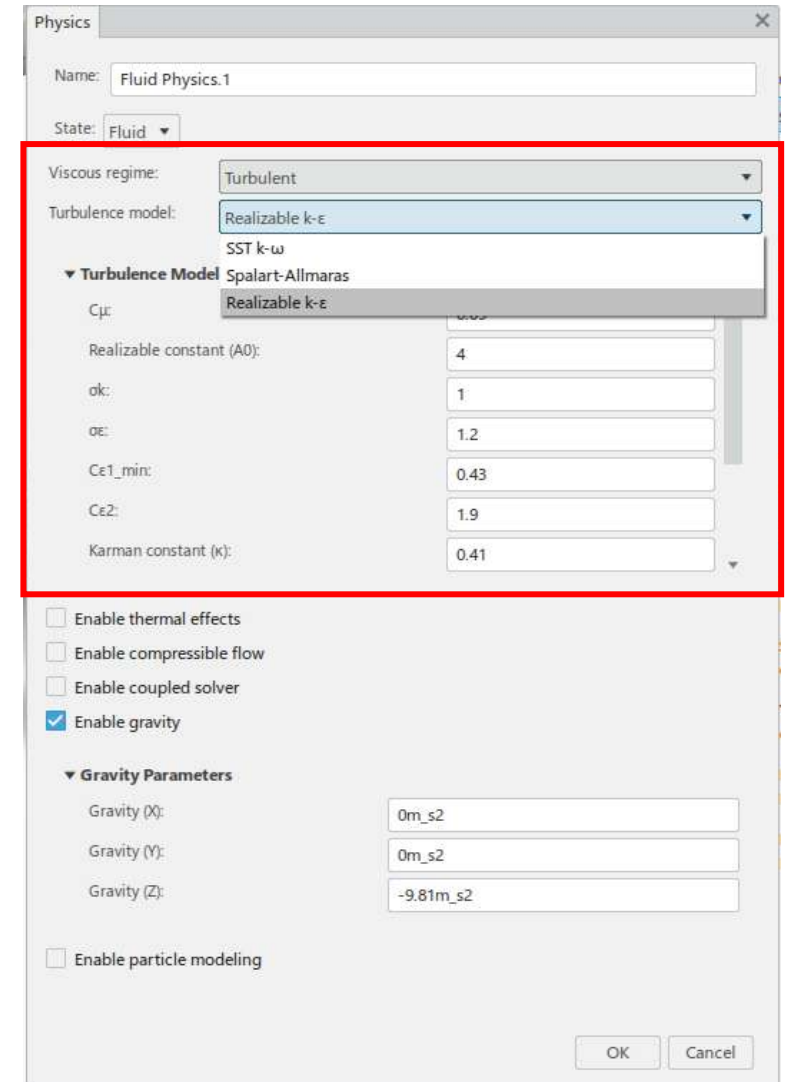 Physics
Name: Fluid Physics.1
State: Fluid
Viscous regime: Turbulent
Turbulence model: Realizable k-ε
SST k-ω
Turbulence Model Spalart-Allmaras
Realizable k-ε
Cμ:
Realizable constant (A0): 4
σk: 1
σε: 1.2
Cε1_min: 0.43
Cε2: 1.9
Karman constant (κ): 0.41
Enable thermal effects
Enable compressible flow
Enable coupled solver
Enable gravity
Gravity Parameters
Gravity (X): 0m_s2
Gravity (Y): 0m_s2
Gravity (Z): -9.81m_s2
Enable particle modeling
OK Cancel